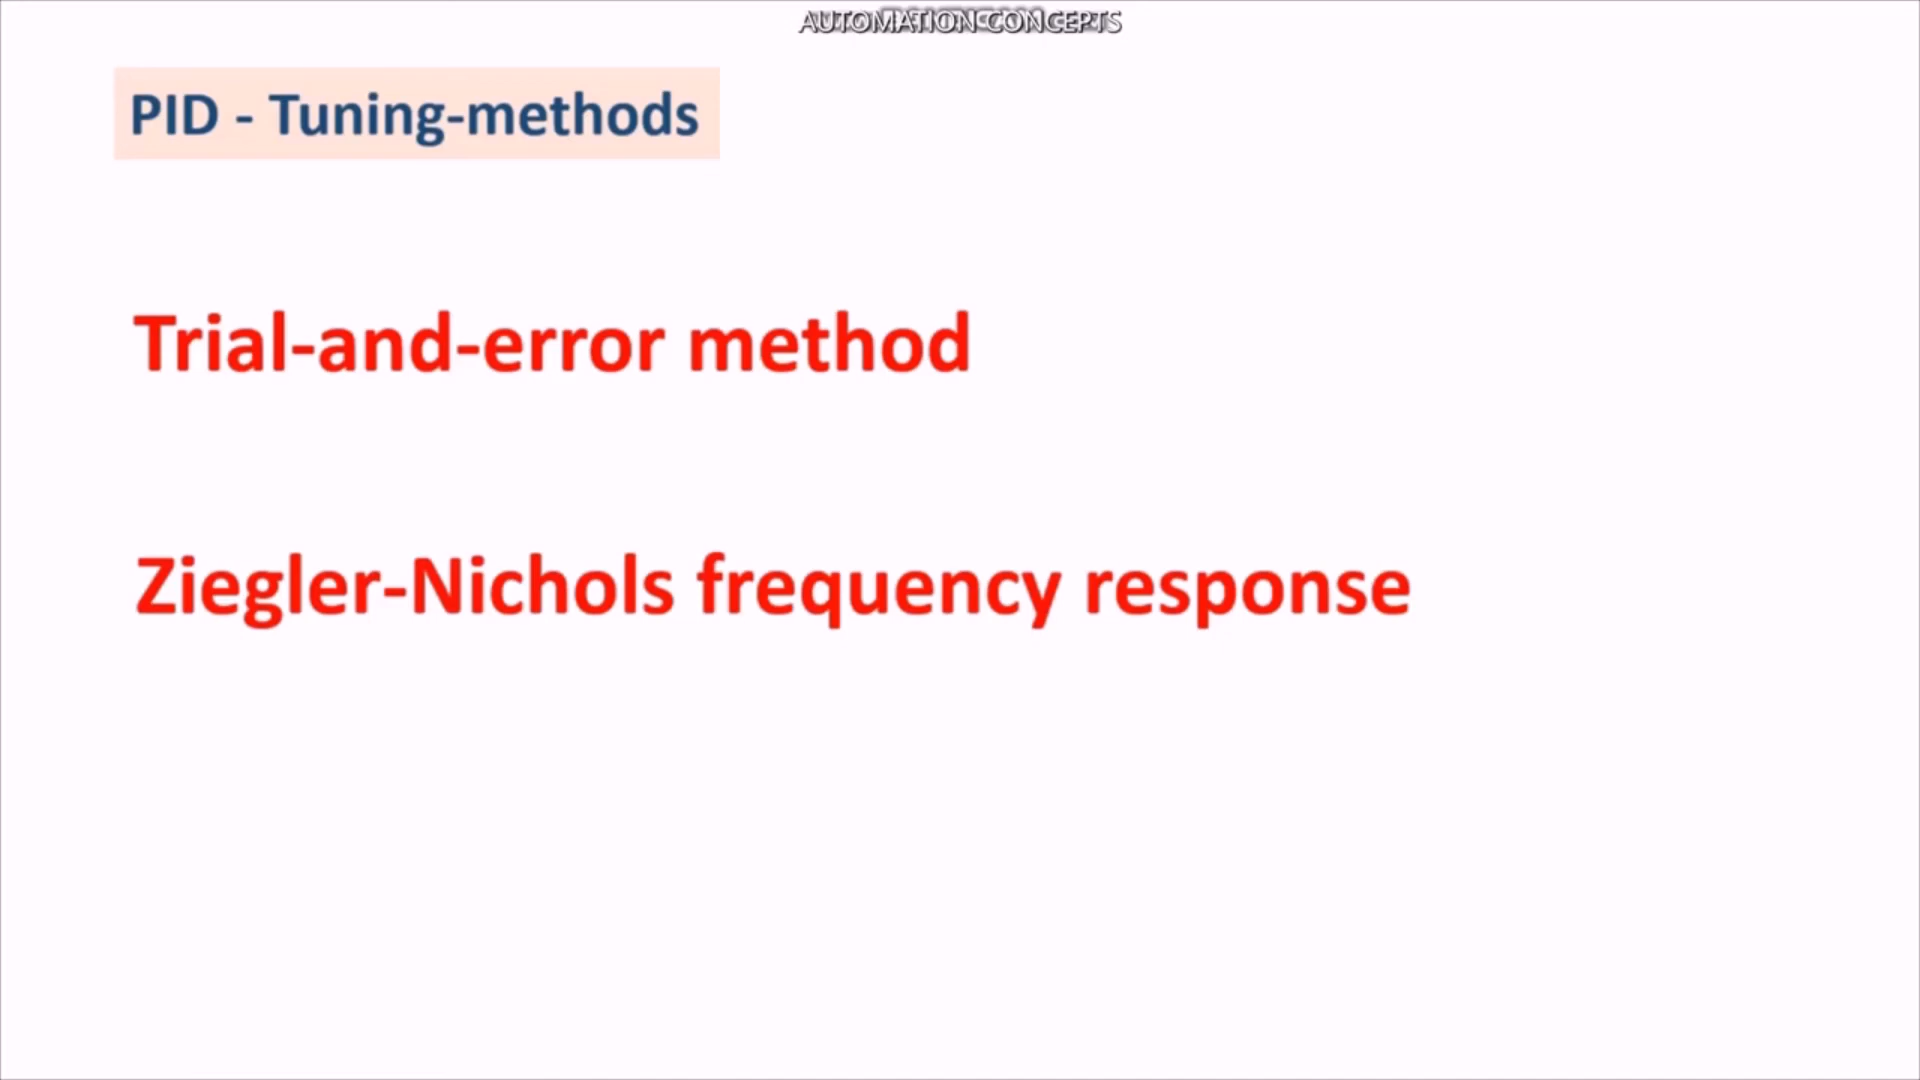 AUTOMATION CONCEPTS
PID - Tuning-methods
Trial-and-error method
Ziegler-Nichols frequency response